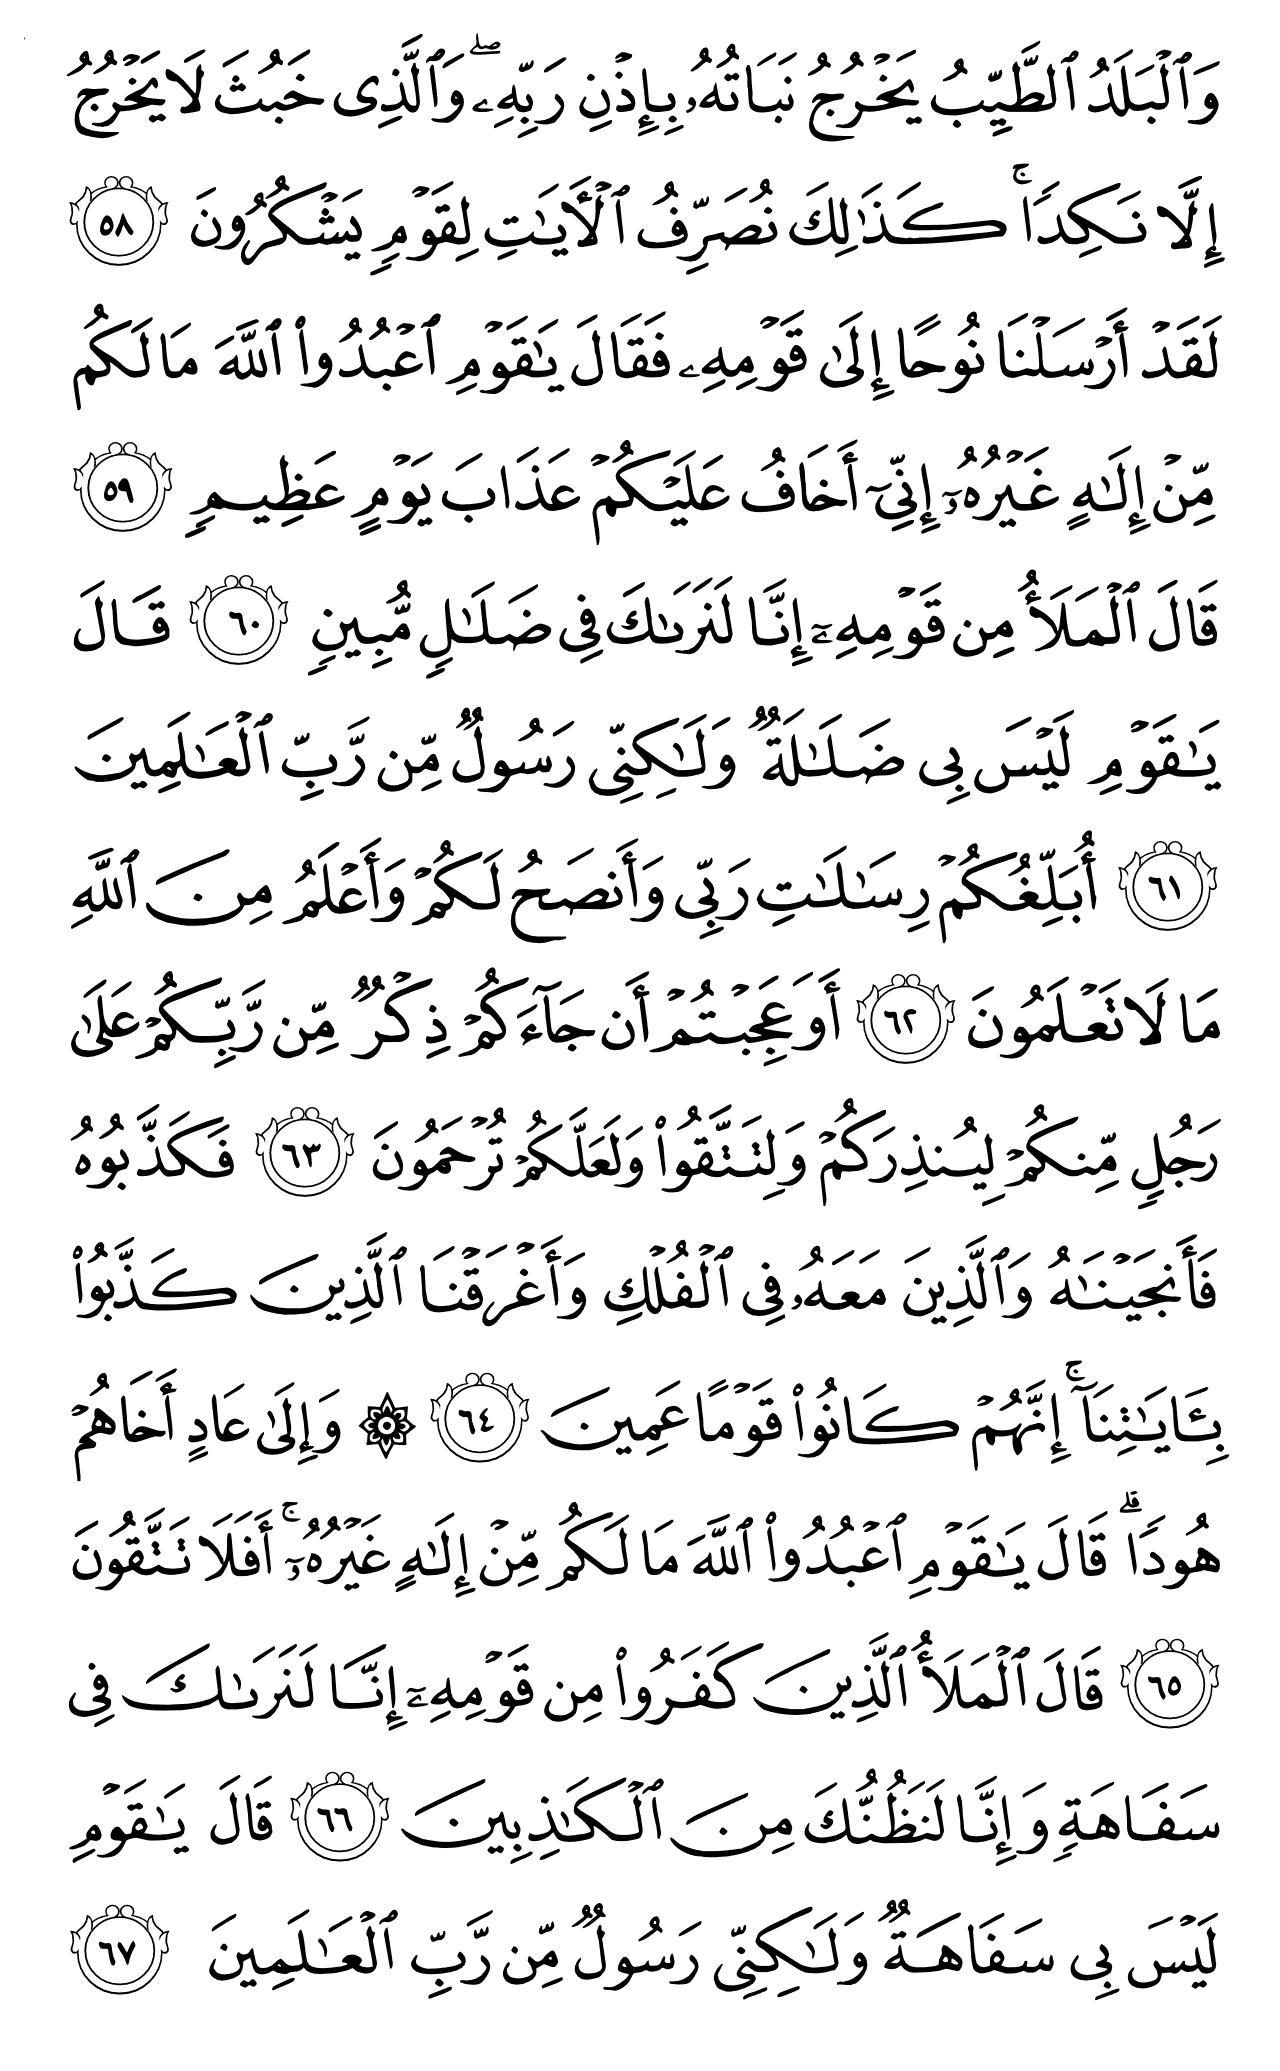 وَٱلْبَلَدُ ٱلطَّيِّبُ يَخْرُجُ نَبَاتُهُۥ بِإِذْنِ رَبِّهِۦۖ وَٱلَّذِى خَبُثَ لَا يَخْرُجُ
إِلَّا نَكِدًاۚ كَذَٰلِكَ نُصَرِّفُ ٱلْأَيَٰتِ لِقَوْمٍ يَشْكُرُونَ ٥٨
لَقَدْ أَرْسَلْنَا نُوحًا إِلَىٰ قَوْمِهِۦ فَقَالَ يَٰقَوْمِ ٱعْبُدُوا۟ ٱللَّهَ مَا لَكُم
مِّنْ إِلَٰهٍ غَيْرُهُۥٓ إِنِّىٓ أَخَافُ عَلَيْكُمْ عَذَابَ يَوْمٍ عَظِيمٍ ٥٩
قَالَ ٱلْمَلَأُ مِن قَوْمِهِۦٓ إِنَّا لَنَرَىٰكَ فِى ضَلَٰلٍ مُّبِينٍ ٦٠ قَالَ
يَٰقَوْمِ لَيْسَ بِى ضَلَٰلَةٌ وَلَٰكِنِّى رَسُولٌ مِّن رَّبِّ ٱلْعَٰلَمِينَ
٦١ أُبَلِّغُكُمْ رِسَٰلَٰتِ رَبِّى وَأَنصَحُ لَكُمْ وَأَعْلَمُ مِنَ ٱللَّهِ
مَا لَا تَعْلَمُونَ ٦٢ أَوَعَجِبْتُمْ أَن جَآءَكُمْ ذِكْرٌ مِّن رَّبِّكُمْ عَلَىٰ
رَجُلٍ مِّنكُمْ لِيُنذِرَكُمْ وَلِتَتَّقُوا۟ وَلَعَلَّكُمْ تُرْحَمُونَ ٦٣ فَكَذَّبُوهُ
فَأَنجَيْنَٰهُ وَٱلَّذِينَ مَعَهُۥ فِى ٱلْفُلْكِ وَأَغْرَقْنَا ٱلَّذِينَ كَذَّبُوا۟
بِـَٔايَٰتِنَآۚ إِنَّهُمْ كَانُوا۟ قَوْمًا عَمِينَ ٦٤ ۞ وَإِلَىٰ عَادٍ أَخَاهُمْ
هُودًاۗ قَالَ يَٰقَوْمِ ٱعْبُدُوا۟ ٱللَّهَ مَا لَكُم مِّنْ إِلَٰهٍ غَيْرُهُۥٓۚ أَفَلَا تَتَّقُونَ
٦٥ قَالَ ٱلْمَلَأُ ٱلَّذِينَ كَفَرُوا۟ مِن قَوْمِهِۦٓ إِنَّا لَنَرَىٰكَ فِى
سَفَاهَةٍ وَإِنَّا لَنَظُنُّكَ مِنَ ٱلْكَٰذِبِينَ ٦٦ قَالَ يَٰقَوْمِ
لَيْسَ بِى سَفَاهَةٌ وَلَٰكِنِّى رَسُولٌ مِّن رَّبِّ ٱلْعَٰلَمِينَ ٦٧